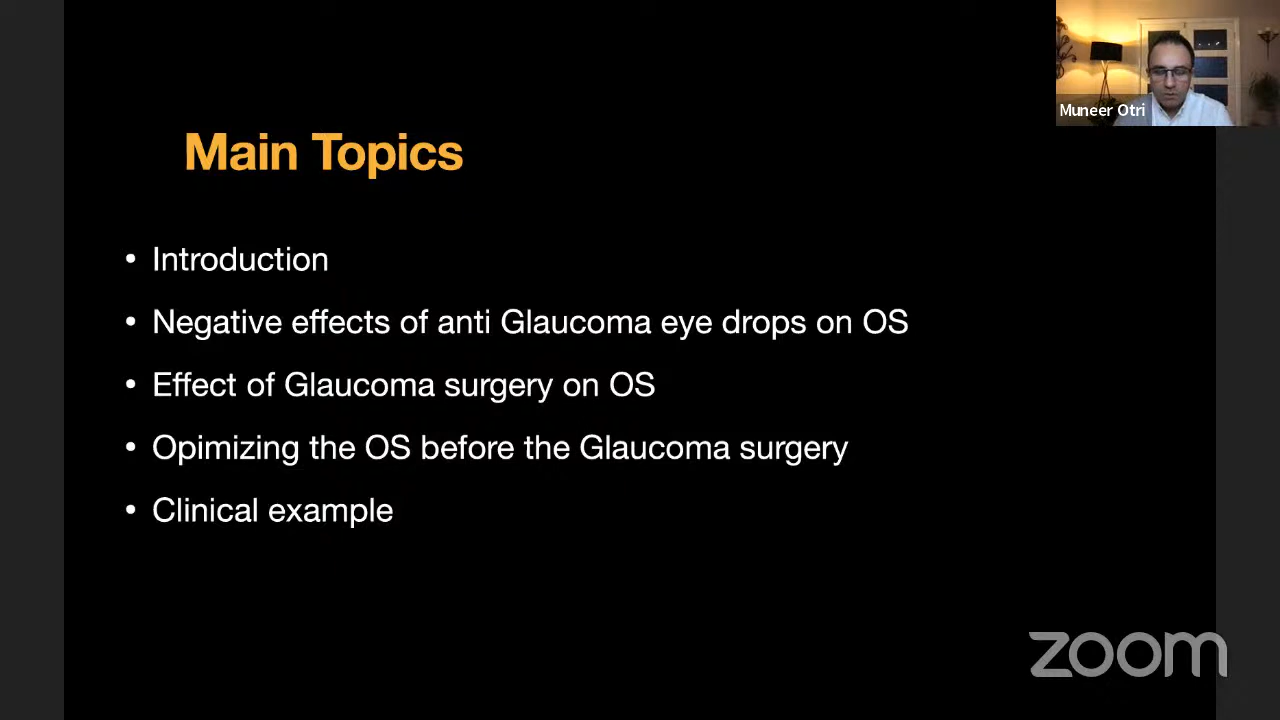 Muneer Otri
Main Topics
• Introduction
• Negative effects of anti Glaucoma eye drops on OS
• Effect of Glaucoma surgery on OS
• Opimizing the OS before the Glaucoma surgery
• Clinical example
zoom